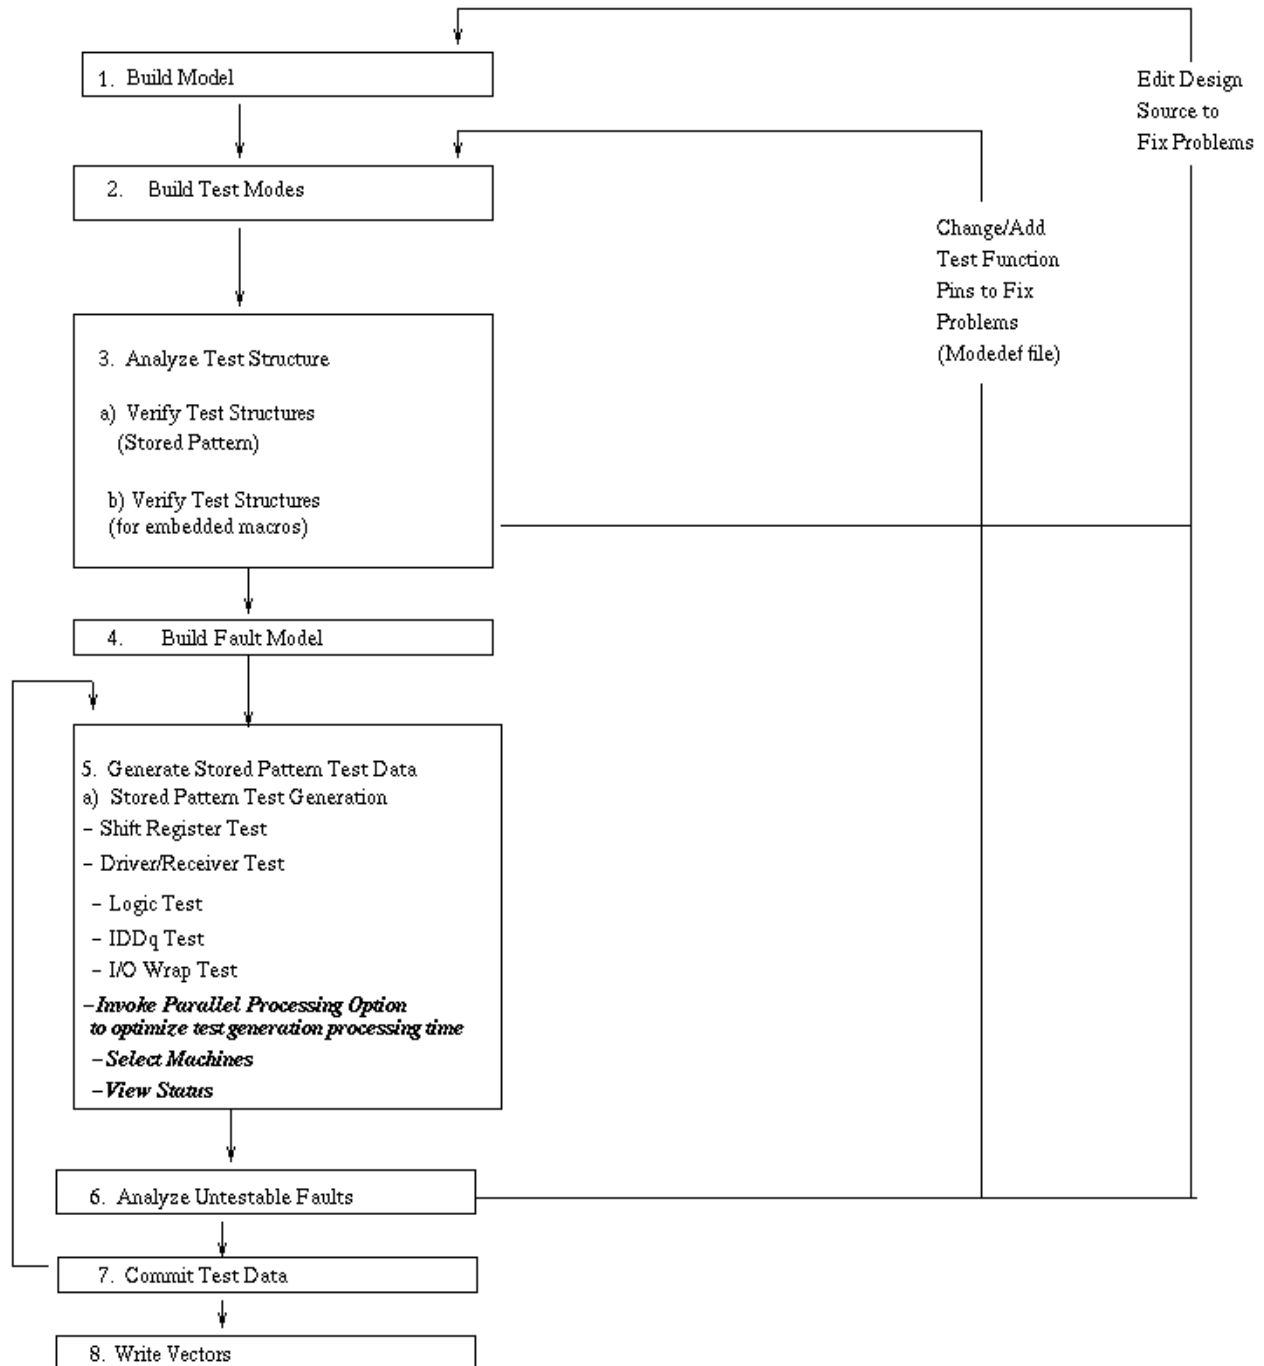 1. Build Model
Edit Design
Source to
Fix Problems
2. Build Test Modes
Change/Add
Test Function
Pins to Fix
Problems
(Modedef file)
3. Analyze Test Structure
a) Verify Test Structures
(Stored Pattern)
b) Verify Test Structures
(for embedded macros)
4. Build Fault Model
5. Generate Stored Pattern Test Data
a) Stored Pattern Test Generation
– Shift Register Test
– Driver/Receiver Test
– Logic Test
– IDDq Test
– I/O Wrap Test
–Invoke Parallel Processing Option
to optimize test generation processing time
–Select Machines
–View Status
6. Analyze Untestable Faults
7. Commit Test Data
8. Write Vectors